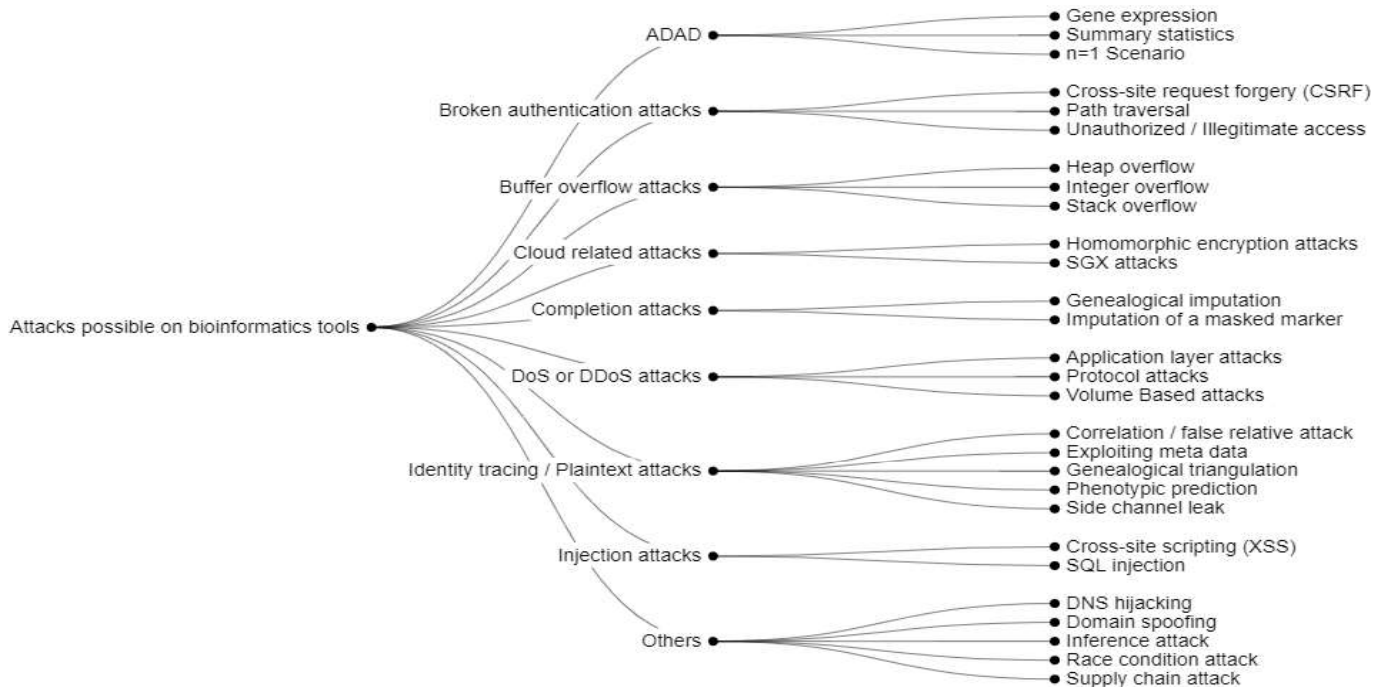 Attacks possible on bioinformatics tools
ADAD
Gene expression
Summary statistics
n=1 Scenario
Broken authentication attacks
Cross-site request forgery (CSRF)
Path traversal
Unauthorized / Illegitimate access
Buffer overflow attacks
Heap overflow
Integer overflow
Stack overflow
Cloud related attacks
Homomorphic encryption attacks
SGX attacks
Completion attacks
Genealogical imputation
Imputation of a masked marker
DoS or DDoS attacks
Application layer attacks
Protocol attacks
Volume Based attacks
Identity tracing / Plaintext attacks
Correlation / false relative attack
Exploiting meta data
Genealogical triangulation
Phenotypic prediction
Side channel leak
Injection attacks
Cross-site scripting (XSS)
SQL injection
Others
DNS hijacking
Domain spoofing
Inference attack
Race condition attack
Supply chain attack